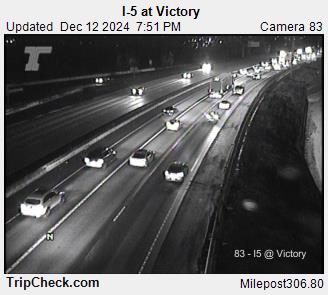 I-5 at Victory
Updated  Dec 12 2024  7:51 PM
Camera 83
T
N
83 - I5 @ Victory
TripCheck.com
Milepost306.80